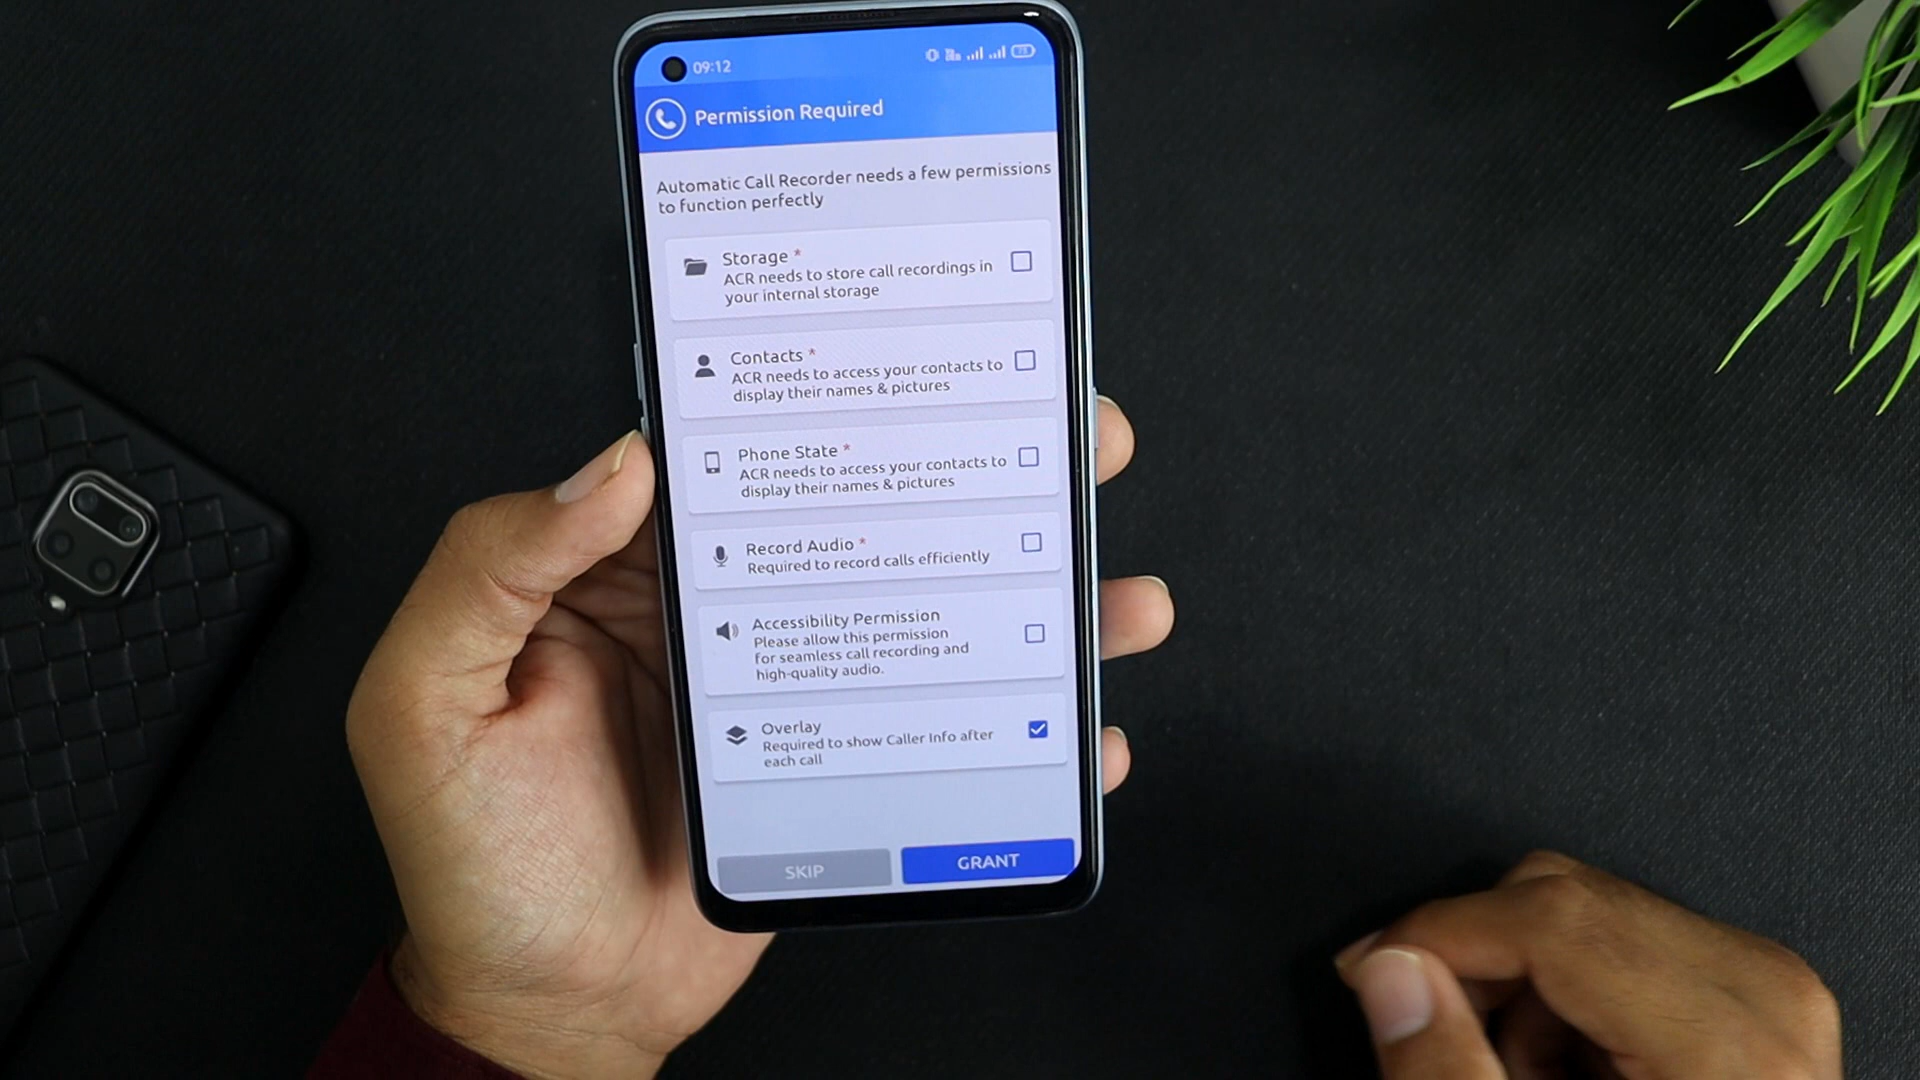 09:12
Permission Required
Automatic Call Recorder needs a few permissions
to function perfectly
Storage *
ACR needs to store call recordings in
your internal storage
Contacts *
ACR needs to access your contacts to
display their names & pictures
Phone State *
ACR needs to access your contacts to
display their names & pictures
Record Audio *
Required to record calls efficiently
Accessibility Permission
Please allow this permission
for seamless call recording and
high-quality audio.
Overlay
Required to show Caller Info after
each call
SKIP
GRANT